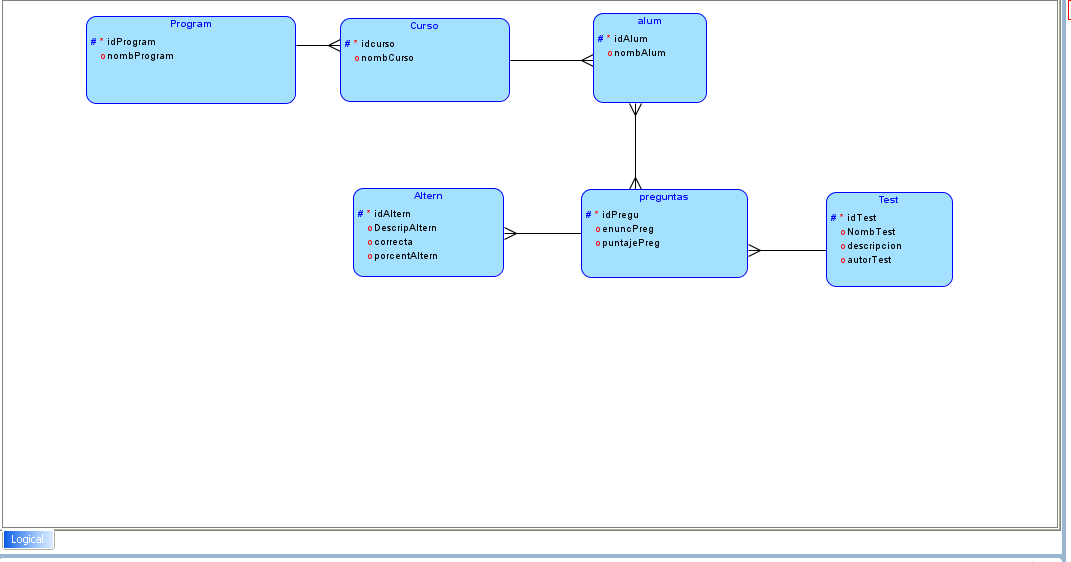 Program
# * idProgram
o nombProgram
Curso
# * idcurso
o nombCurso
alum
# * idAlum
o nombAlum
Altern
# * idAltern
o DescripAltern
o correcta
o porcentAltern
preguntas
# * idPregu
o enuncPreg
o puntajePreg
Test
# * idTest
o NombTest
o descripcion
o autorTest
Logical